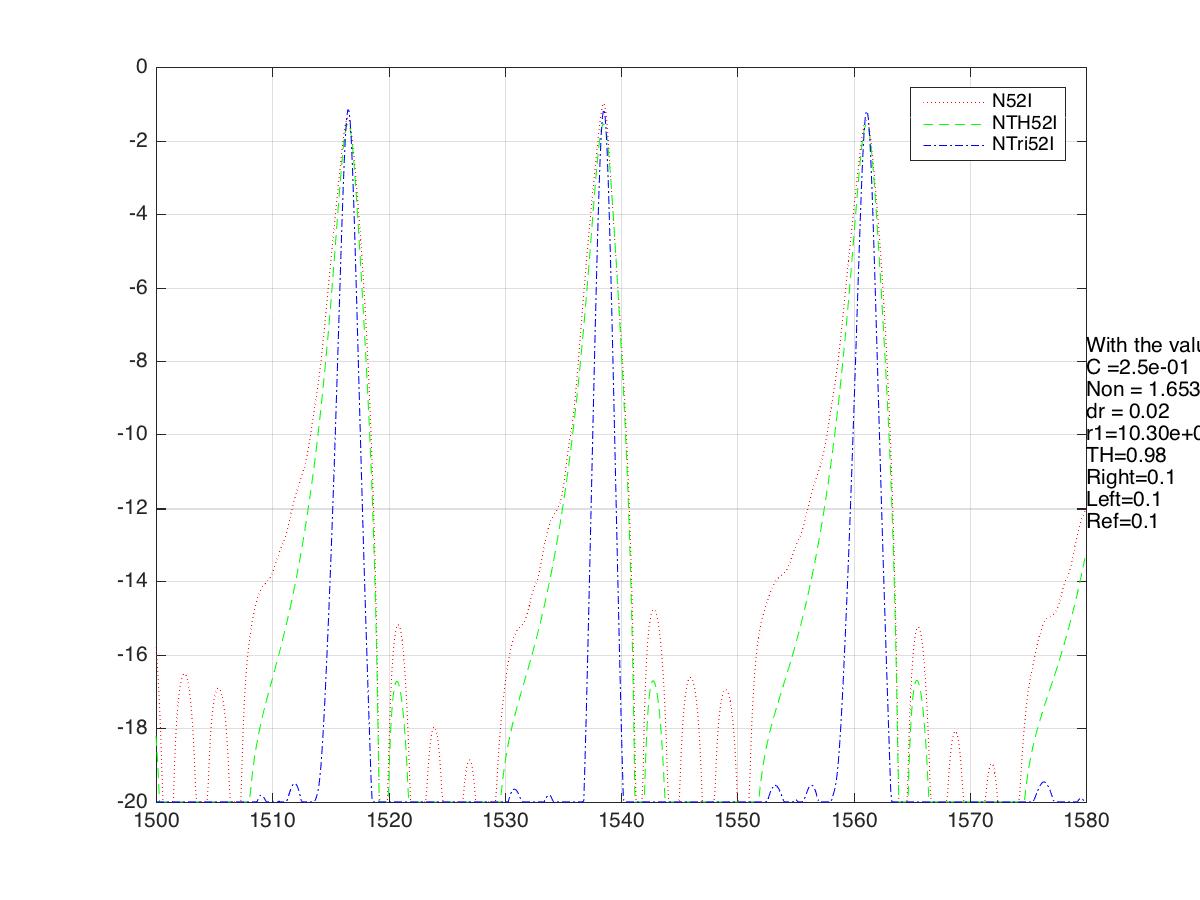 0
-2
-4
-6
-8
-10
-12
-14
-16
-18
-20
1500 1510 1520 1530 1540 1550 1560 1570 1580
N52I
NTH52I
NTri52I
With the valu
C =2.5e-01
Non = 1.653
dr = 0.02
r1=10.30e+0
TH=0.98
Right=0.1
Left=0.1
Ref=0.1